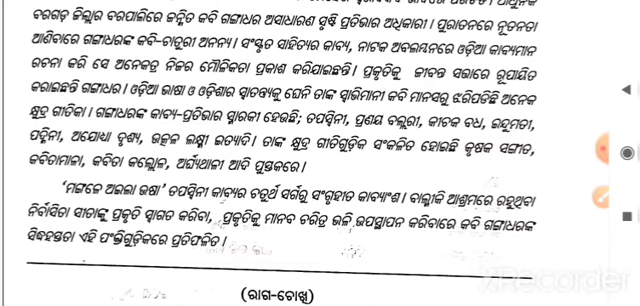 ବରଗଡ଼ ଜିଲ୍ଲାର ବରପାଲିରେ ଜନ୍ମିତ କବି ଗଙ୍ଗାଧର ଅସାଧାରଣ ସୃଷ୍ଟି ପ୍ରତିଭାର ଅଧିକାରୀ । ପୁରାତନରେ ନୂତନତା
ଆଣିବାରେ ଗଙ୍ଗାଧରଙ୍କ କବି-ଚାତୁରୀ ଅନନ୍ୟ । ସଂସ୍କୃତ ସାହିତ୍ୟର କାବ୍ୟ, ନାଟକ ଅବଲମ୍ବନରେ ଓଡ଼ିଆ କାବ୍ୟମାନ
ରଚନା କରି ସେ ଅନେକତ୍ର ନିଜର ମୌଳିକତା ପ୍ରକାଶ କରିଯାଇଛନ୍ତି । ପ୍ରକୃତିକୁ ଜୀବନ୍ତ ସଭାରେ ରୂପାୟିତ
କରାଇଛନ୍ତି ଗଙ୍ଗାଧର । ଓଡ଼ିଆ ଭାଷା ଓ ଓଡ଼ିଶାର ସ୍ୱାତନ୍ତ୍ର୍ୟକୁ ଘେନି ତାଙ୍କ ସ୍ୱାଭିମାନୀ କବି ମାନସରୁ ଝରିପଡିଛି ଅନେକ
କ୍ଷୁଦ୍ର ଗୀତିକା । ଗଙ୍ଗାଧରଙ୍କ କାବ୍ୟ-ପ୍ରତିଭାର ସ୍ମାରକୀ ହେଉଛି; ତପସ୍ୱିନୀ, ପ୍ରଣୟ ବଲ୍ଲରୀ, କୀଚକ ବଧ, ଇନ୍ଦୁମତୀ,
ପଦ୍ମିନୀ, ଅଯୋଧ୍ୟା ଦୃଶ୍ୟ, ଉତ୍କଳ ଲକ୍ଷ୍ମୀ ଇତ୍ୟାଦି । ତାଙ୍କ କ୍ଷୁଦ୍ର ଗୀତିଗୁଡ଼ିକ ସଂକଳିତ ହୋଇଛି କୃଷକ ସଙ୍ଗୀତ,
କବିତାମାଳା, କବିତା କଲ୍ଲୋଳ, ଅର୍ଘ୍ୟଥାଳୀ ଆଦି ପୁସ୍ତକରେ ।
'ମଙ୍ଗଳେ ଅଇଲା ଉଷା' ତପସ୍ୱିନୀ କାବ୍ୟର ଚତୁର୍ଥ ସର୍ଗରୁ ସଂଗୃହୀତ କାବ୍ୟାଂଶ । ବାଲ୍ମୀକି ଆଶ୍ରମରେ ରହୁଥିବା
ନିର୍ବାସିତା ସୀତାଙ୍କୁ ପ୍ରକୃତି ସ୍ୱାଗତ କରିବା, ପ୍ରକୃତିକୁ ମାନବ ଚରିତ୍ର ଭଳି ଉପସ୍ଥାପନ କରିବାରେ କବି ଗଙ୍ଗାଧରଙ୍କ
ସିଦ୍ଧହସ୍ତତା ଏହି ପଂକ୍ତିଗୁଡ଼ିକରେ ପ୍ରତିଫଳିତ ।
XRecorder
(ରାଗ-ଚୋଖି)